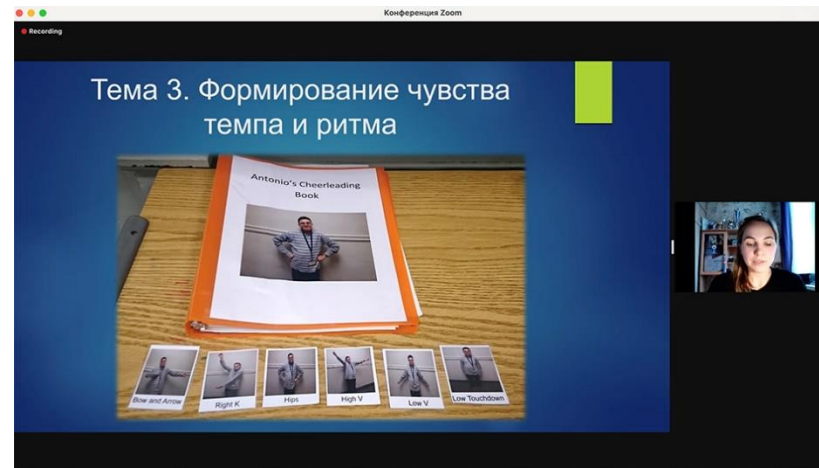 Конференция Zoom
Recording
Тема 3. Формирование чувства
темпа и ритма
Antonio's Cheerleading
Book
Bow and Arrow
Right K
Hips
High V
Low V
Low Touchdown